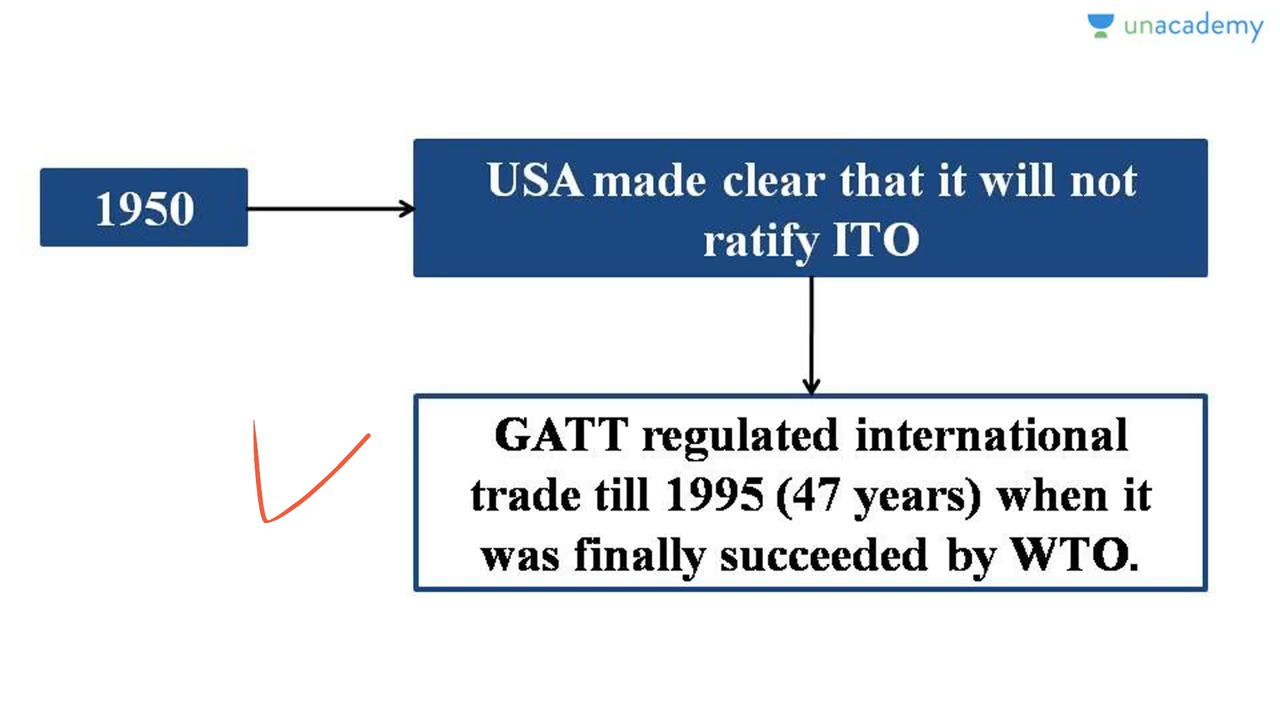 unacademy
1950
USA made clear that it will not
ratify ITO
GATT regulated international
trade till 1995 (47 years) when it
was finally succeeded by WTO.